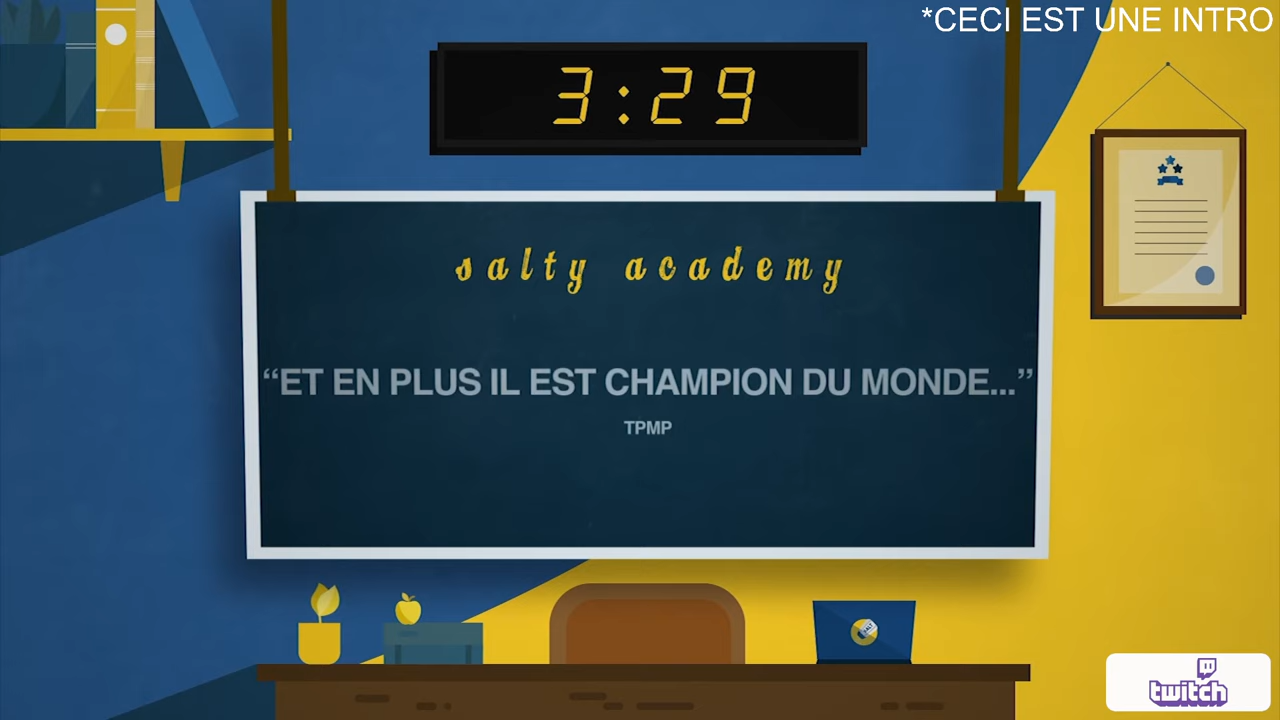 *CECI EST UNE INTRO
3:29
salty academy
“ET EN PLUS IL EST CHAMPION DU MONDE...”
TPMP
twitch